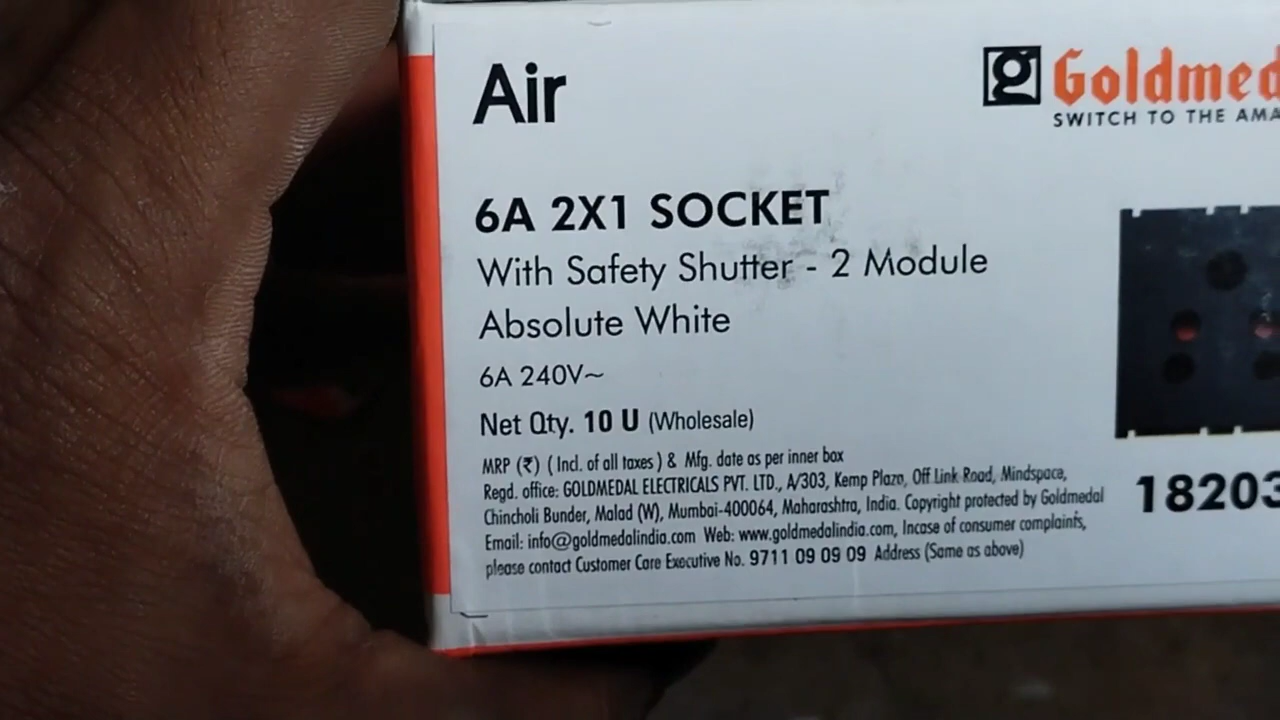 Air
g Goldmed
SWITCH TO THE AMA
6A 2X1 SOCKET
With Safety Shutter - 2 Module
Absolute White
6A 240V~
Net Qty. 10 U (Wholesale)
MRP (₹) ( Incl. of all taxes ) & Mfg. date as per inner box
Regd. office: GOLDMEDAL ELECTRICALS PVT. LTD., A/303, Kemp Plaza, Off Link Road, Mindspace,
Chincholi Bunder, Malad (W), Mumbai-400064, Maharashtra, India. Copyright protected by Goldmedal
Email: info@goldmedalindia.com Web: www.goldmedalindia.com, Incase of consumer complaints,
please contact Customer Care Executive No. 9711 09 09 09 Address (Same as above)
18203